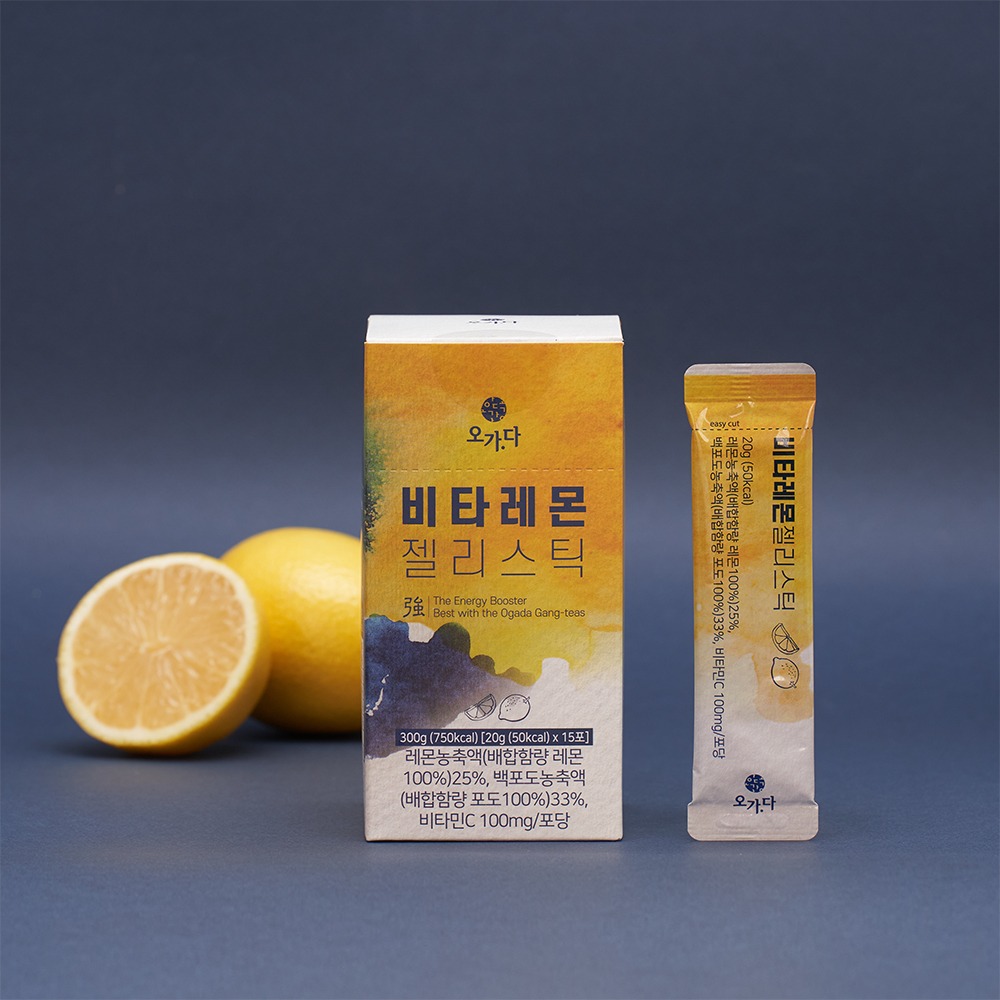 오가다
비타레몬
젤리스틱
強
The Energy Booster
Best with the Ogada Gang-teas
300g (750kcal) [20g (50kcal) x 15포]
레몬농축액(배합함량 레몬
100%)25%, 백포도농축액
(배합함량 포도100%)33%,
비타민C 100mg/포당
easy cut
비타레몬젤리스틱
20g (50kcal)
레몬농축액(배합함량 레몬100%)25%,
백포도농축액(배합함량 포도100%)33%, 비타민C 100mg/포당
오가다